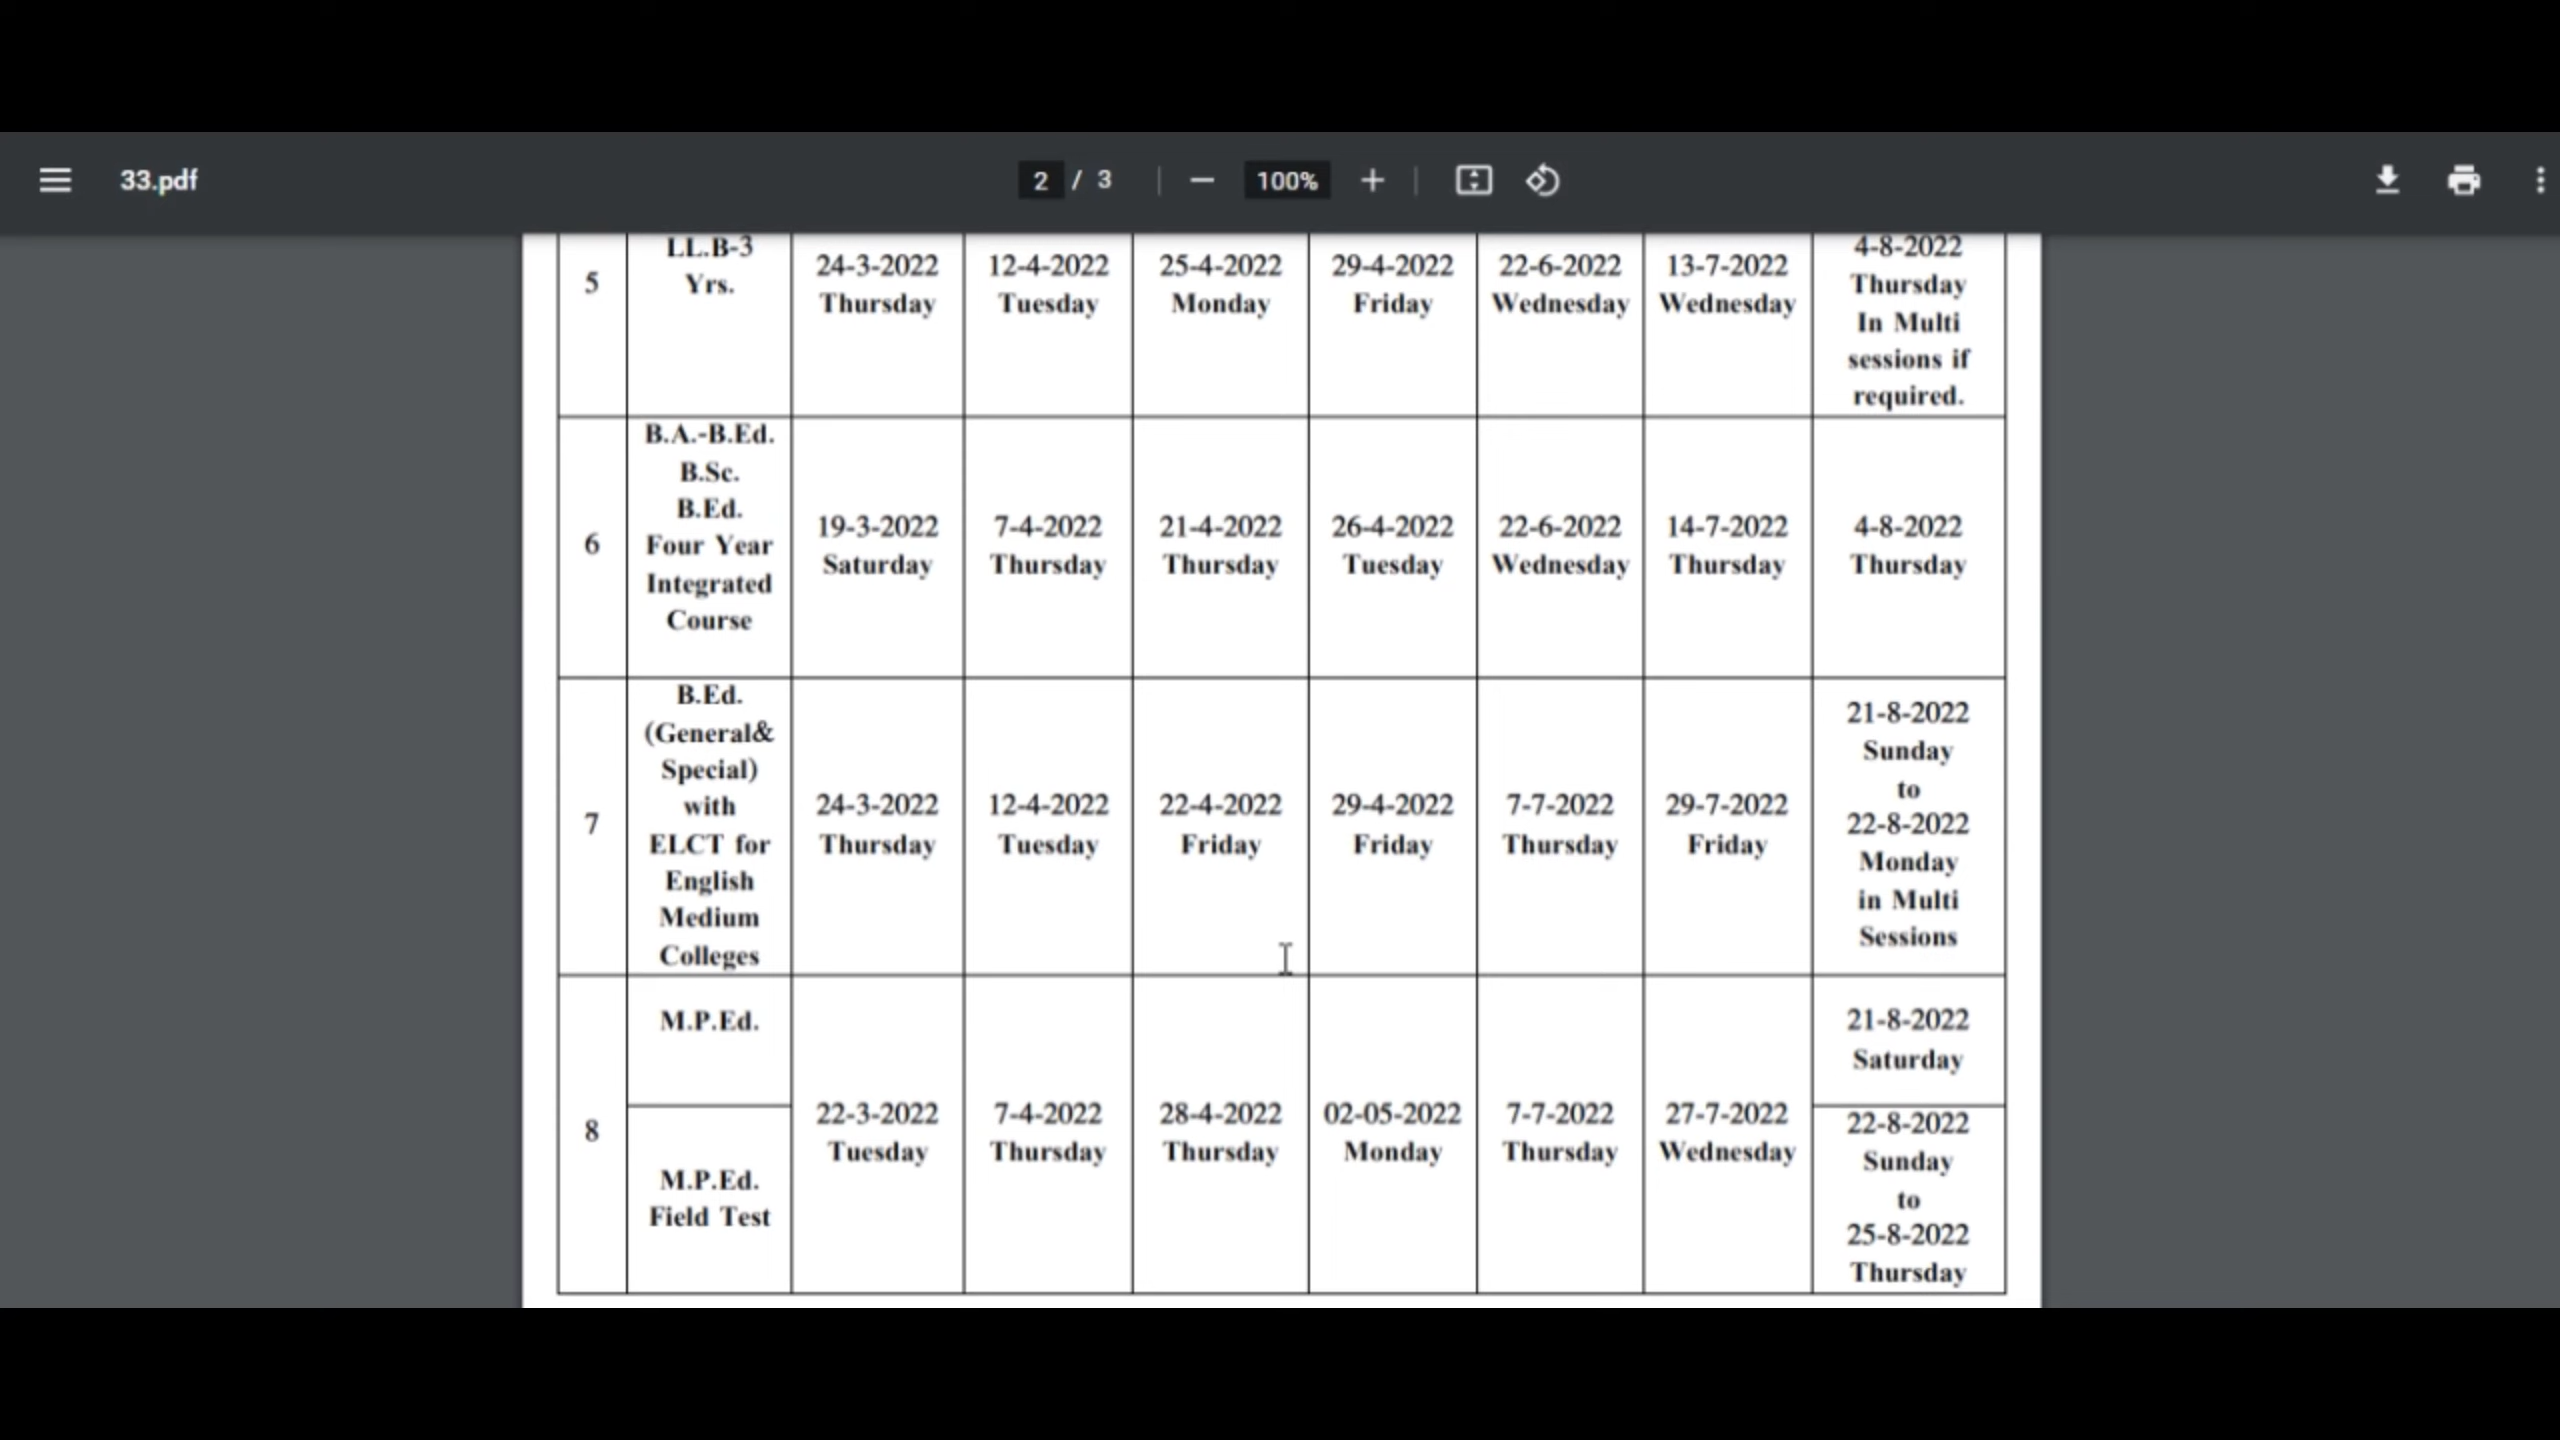 33.pdf
2 / 3
100%
5
LL.B-3
Yrs.
24-3-2022
Thursday
12-4-2022
Tuesday
25-4-2022
Monday
29-4-2022
Friday
22-6-2022
Wednesday
13-7-2022
Wednesday
4-8-2022
Thursday
In Multi
sessions if
required.
6
B.A.-B.Ed.
B.Sc.
B.Ed.
Four Year
Integrated
Course
19-3-2022
Saturday
7-4-2022
Thursday
21-4-2022
Thursday
26-4-2022
Tuesday
22-6-2022
Wednesday
14-7-2022
Thursday
4-8-2022
Thursday
7
B.Ed.
(General&
Special)
with
ELCT for
English
Medium
Colleges
24-3-2022
Thursday
12-4-2022
Tuesday
22-4-2022
Friday
29-4-2022
Friday
7-7-2022
Thursday
29-7-2022
Friday
21-8-2022
Sunday
to
22-8-2022
Monday
in Multi
Sessions
8
M.P.Ed.
M.P.Ed.
Field Test
22-3-2022
Tuesday
7-4-2022
Thursday
28-4-2022
Thursday
02-05-2022
Monday
7-7-2022
Thursday
27-7-2022
Wednesday
21-8-2022
Saturday
22-8-2022
Sunday
to
25-8-2022
Thursday